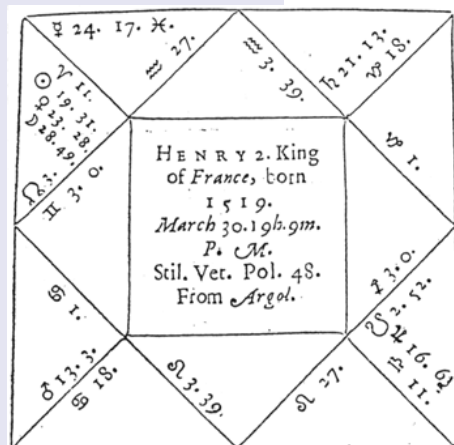 ☿ 24. 17. ♓.
♒ 27.
♒ 3. 39.
♄ 21. 13.
♑ 18.
♈ 11.
☉ 19. 31.
♀ 23. 28.
☽ 28. 49.
☊ 3.
♊ 3. 0.
♑ 1.
HENRY 2. King
of France, born
1519.
March 30. 19h. 9m.
P. M.
Stil. Vet. Pol. 48.
From Argol.
♐ 3. 0.
☋ 2. 52.
♃ 16. 6
♎ 11.
♋ 1.
♂ 13. 3.
♋ 18.
♌ 3. 39.
♌ 27.